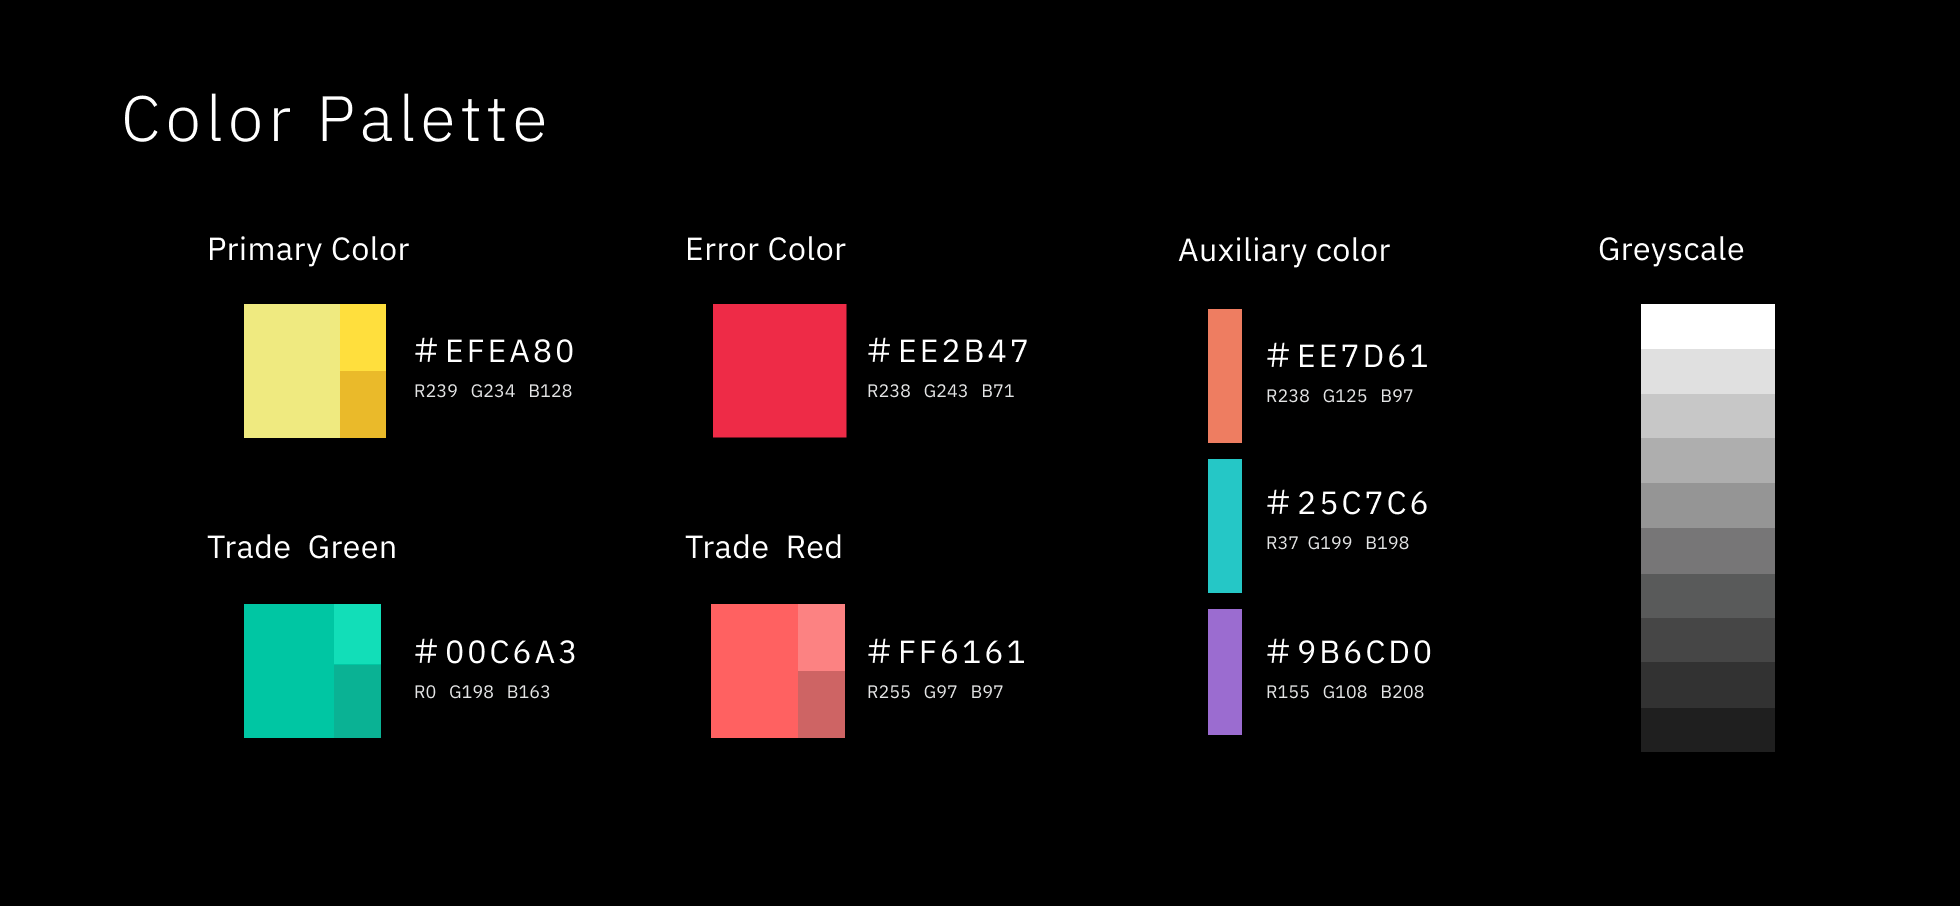 Color Palette
Primary Color
#EFEA80
R239 G234 B128
Error Color
#EE2B47
R238 G243 B71
Trade Green
#00C6A3
R0 G198 B163
Trade Red
#FF6161
R255 G97 B97
Auxiliary color
#EE7D61
R238 G125 B97
#25C7C6
R37 G199 B198
#9B6CD0
R155 G108 B208
Greyscale